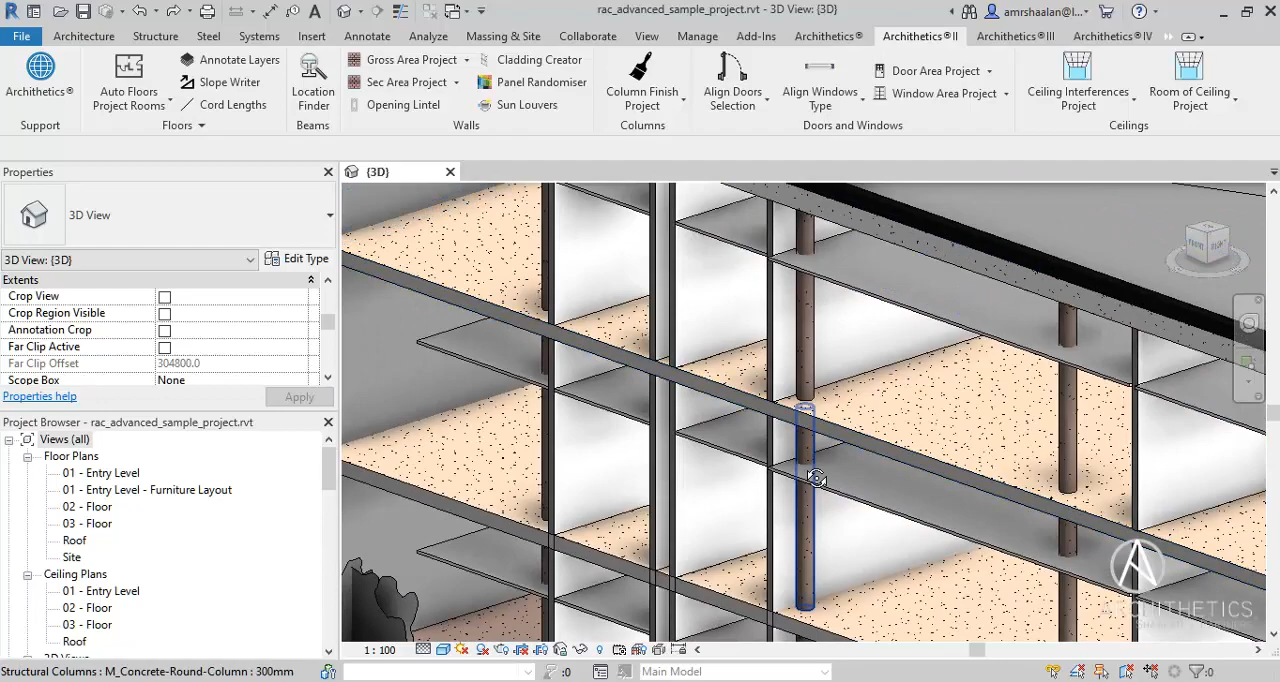 rac_advanced_sample_project.rvt - 3D View: {3D}
amrshaalan@l...
File Architecture Structure Steel Systems Insert Annotate Analyze Massing & Site Collaborate View Manage Add-Ins Archithetics® Archithetics®II Archithetics®III Archithetics®IV
Archithetics®
Support
Auto Floors
Project Rooms
Annotate Layers
Slope Writer
Cord Lengths
Floors
Location
Finder
Beams
Gross Area Project
Sec Area Project
Opening Lintel
Cladding Creator
Panel Randomiser
Sun Louvers
Walls
Column Finish
Project
Columns
Align Doors
Selection
Align Windows
Type
Door Area Project
Window Area Project
Doors and Windows
Ceiling Interferences
Project
Room of Ceiling
Project
Ceilings
Properties
3D View
3D View: {3D}
Edit Type
Extents
Crop View
Crop Region Visible
Annotation Crop
Far Clip Active
Far Clip Offset 304800.0
Scope Box None
Properties help
Apply
Project Browser - rac_advanced_sample_project.rvt
Views (all)
Floor Plans
01 - Entry Level
01 - Entry Level - Furniture Layout
02 - Floor
03 - Floor
Roof
Site
Ceiling Plans
01 - Entry Level
02 - Floor
03 - Floor
Roof
{3D}
ARCHITHETICS
1 : 100
Structural Columns : M_Concrete-Round-Column : 300mm
:0
Main Model
:0